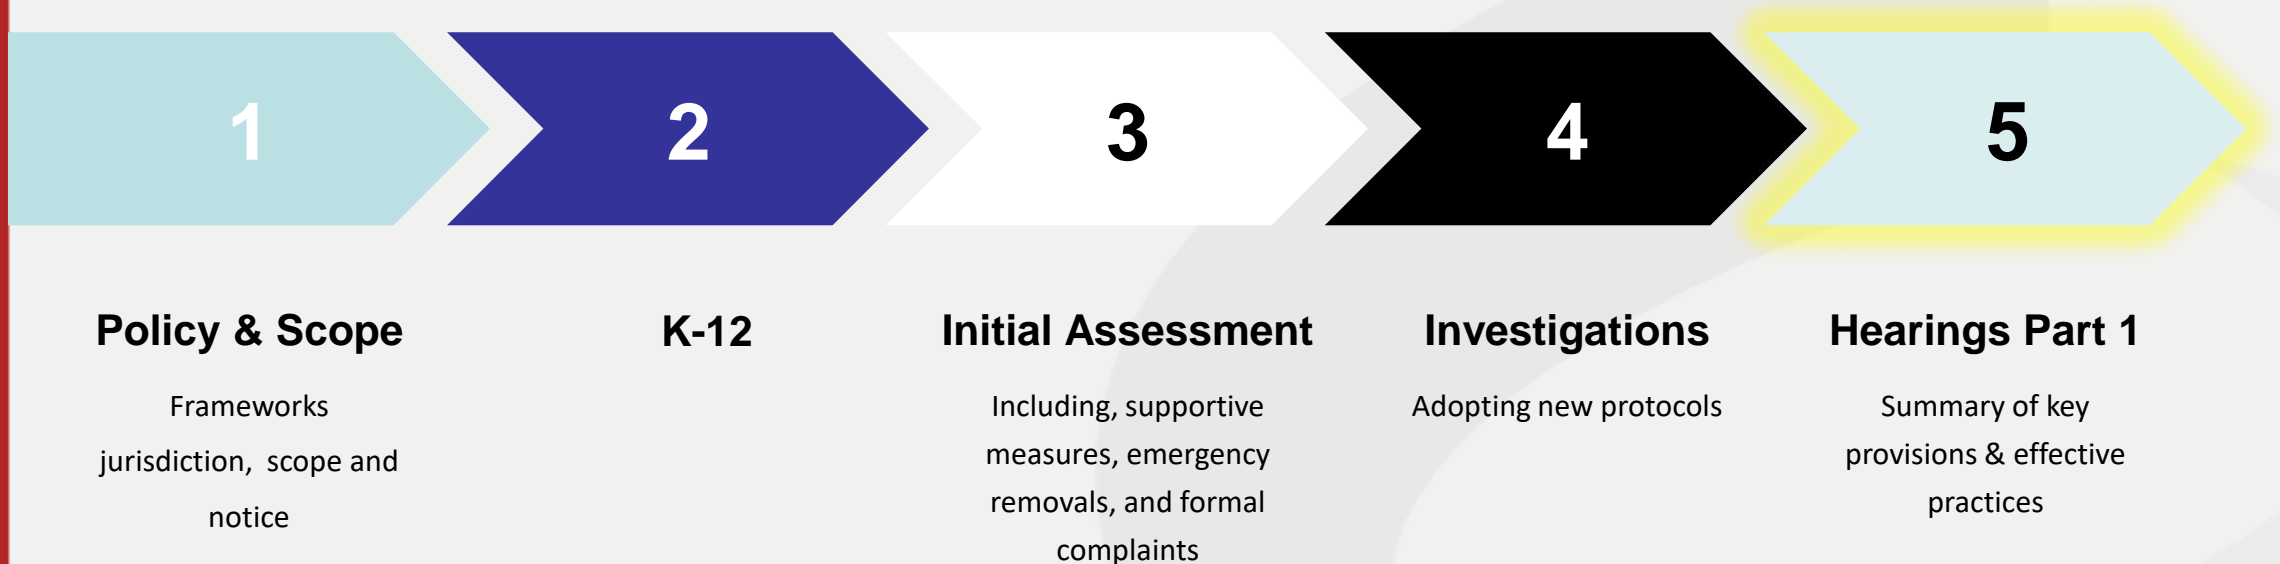 1
2
3
4
5
Policy & Scope
Frameworks
jurisdiction, scope and
notice
K-12
Initial Assessment
Including, supportive
measures, emergency
removals, and formal
complaints
Investigations
Adopting new protocols
Hearings Part 1
Summary of key
provisions & effective
practices